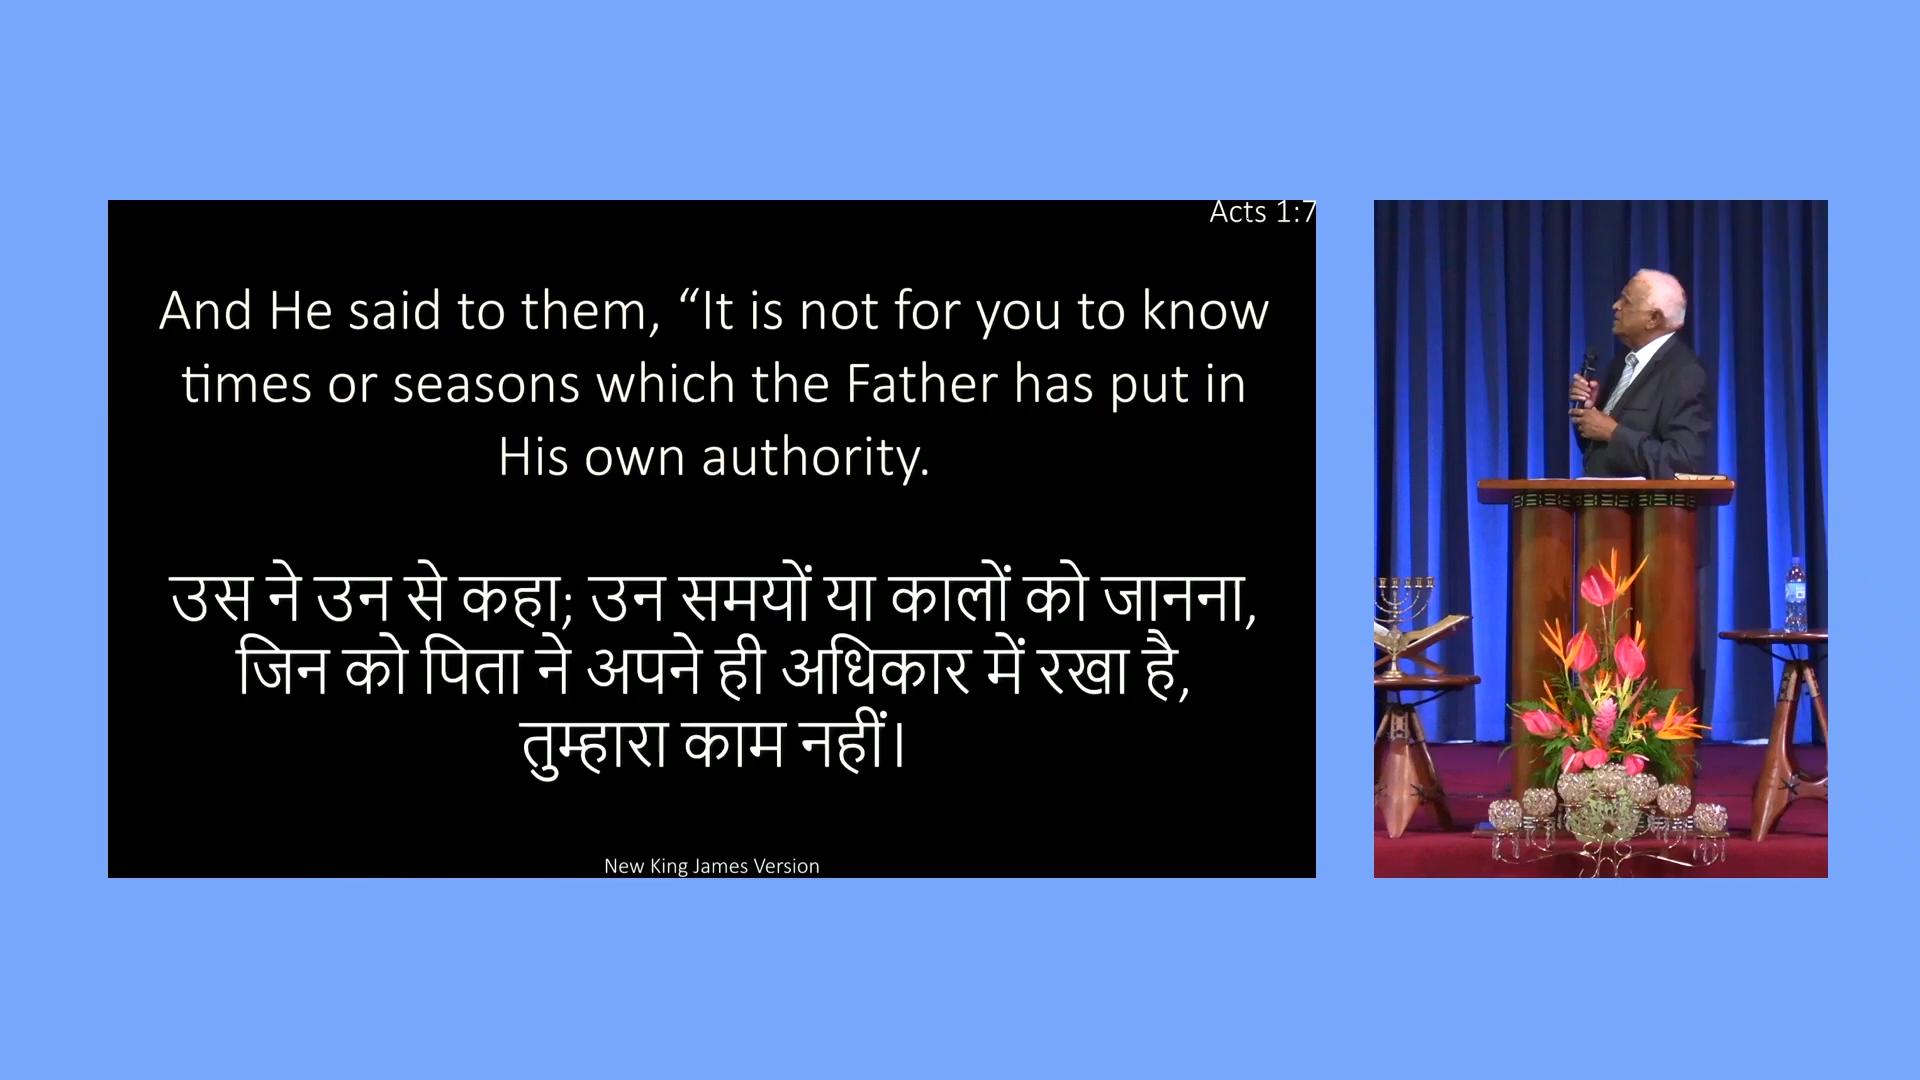 Acts 1:7
And He said to them, “It is not for you to know
times or seasons which the Father has put in
His own authority.
उस ने उन से कहा; उन समयों या कालों को जानना,
जिन को पिता ने अपने ही अधिकार में रखा है,
तुम्हारा काम नहीं।
New King James Version